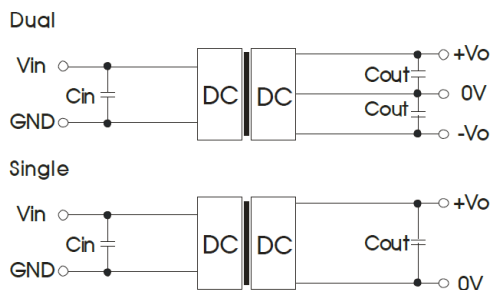 Dual
Vin
Cin
GND
DC
DC
Cout
Cout
+Vo
0V
-Vo
Single
Vin
Cin
GND
DC
DC
Cout
+Vo
0V